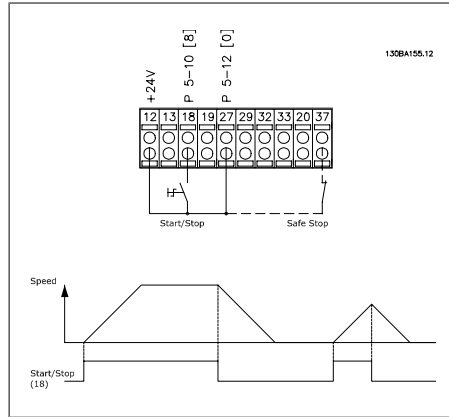 130BA155.12
+24V
P 5-10 [8]
P 5-12 [0]
12 13 18 19 27 29 32 33 20 37
Start/Stop
Safe Stop
Speed
Start/Stop
(18)